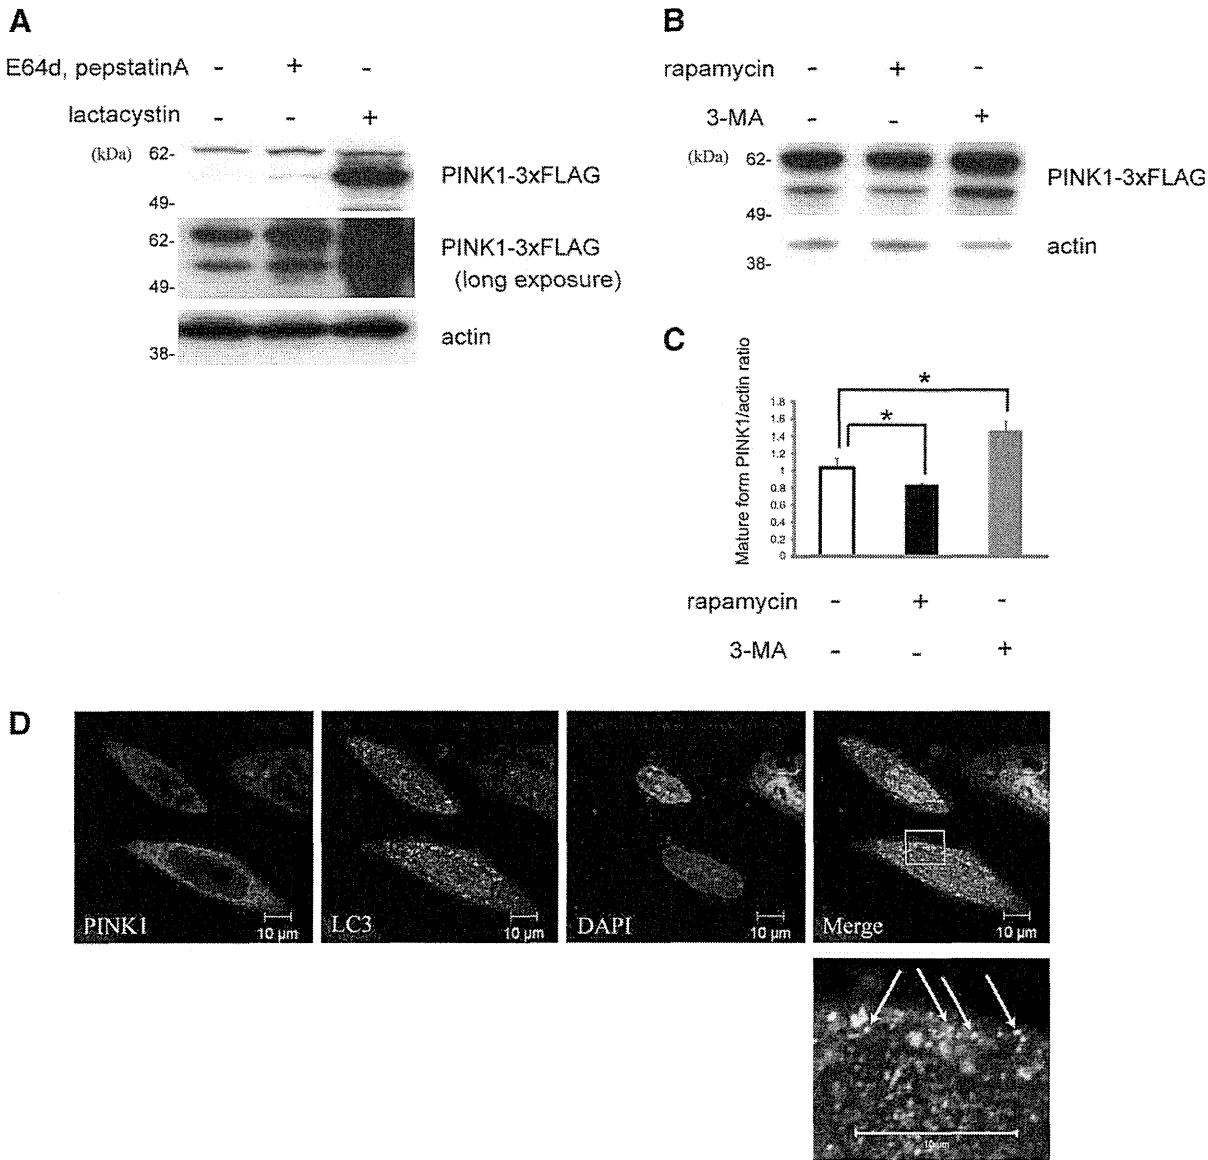 A
E64d, pepstatinA - + -
lactacystin - - +
(kDa) 62-
PINK1-3xFLAG
49-
62-
PINK1-3xFLAG
(long exposure)
49-
actin
38-
B
rapamycin - + -
3-MA - - +
(kDa) 62-
PINK1-3xFLAG
49-
actin
38-
C
Mature form PINK1/actin ratio
* *
1.8
1.6
1.4
1.2
1
0.8
0.6
0.4
0.2
0
rapamycin - + -
3-MA - - +
D
PINK1 10 µm
LC3 10 µm
DAPI 10 µm
Merge 10 µm
10 µm